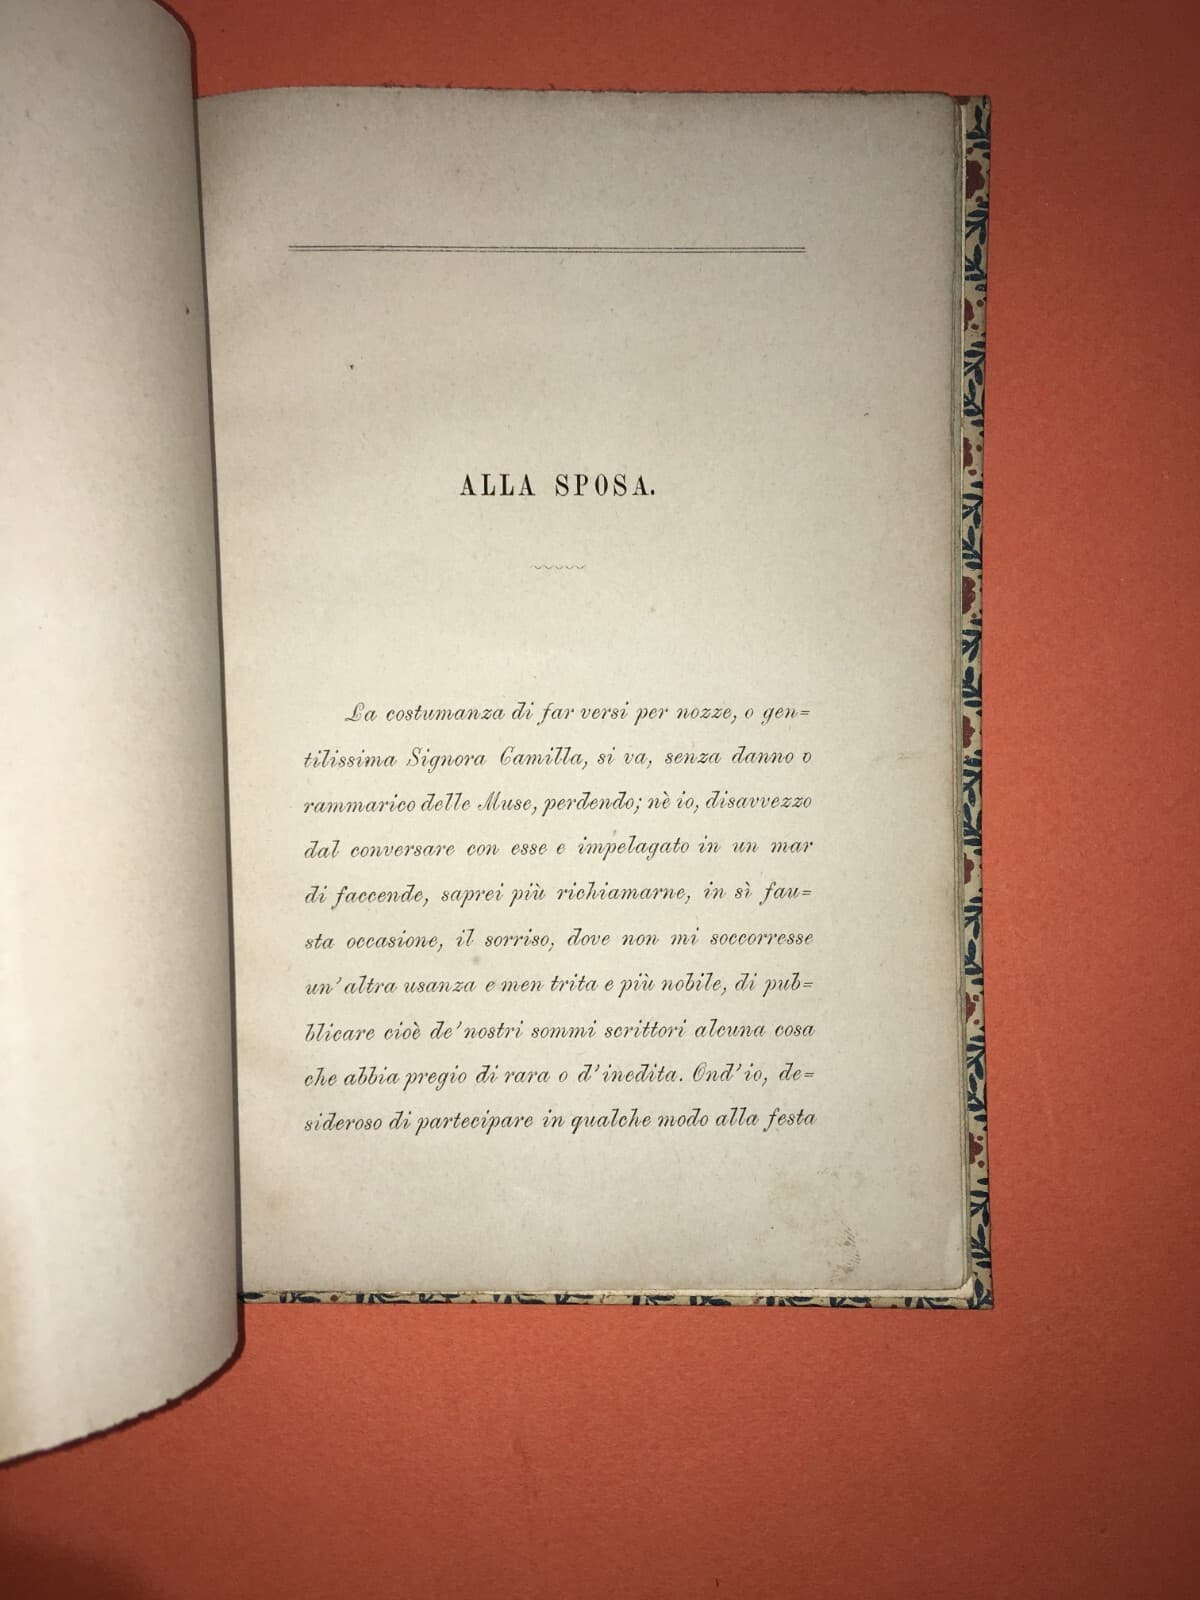 ALLA SPOSA.
La costumanza di far versi per nozze, o gen=
tilissima Signora Camilla, si va, senza danno o
rammarico delle Muse, perdendo; nè io, disavvezzo
dal conversare con esse e impelagato in un mar
di faccende, saprei più richiamarne, in sì fau=
sta occasione, il sorriso, dove non mi soccorresse
un' altra usanza e men trita e più nobile, di pub=
blicare cioè de' nostri sommi scrittori alcuna cosa
che abbia pregio di rara o d' inedita. Ond' io, de=
sideroso di partecipare in qualche modo alla festa